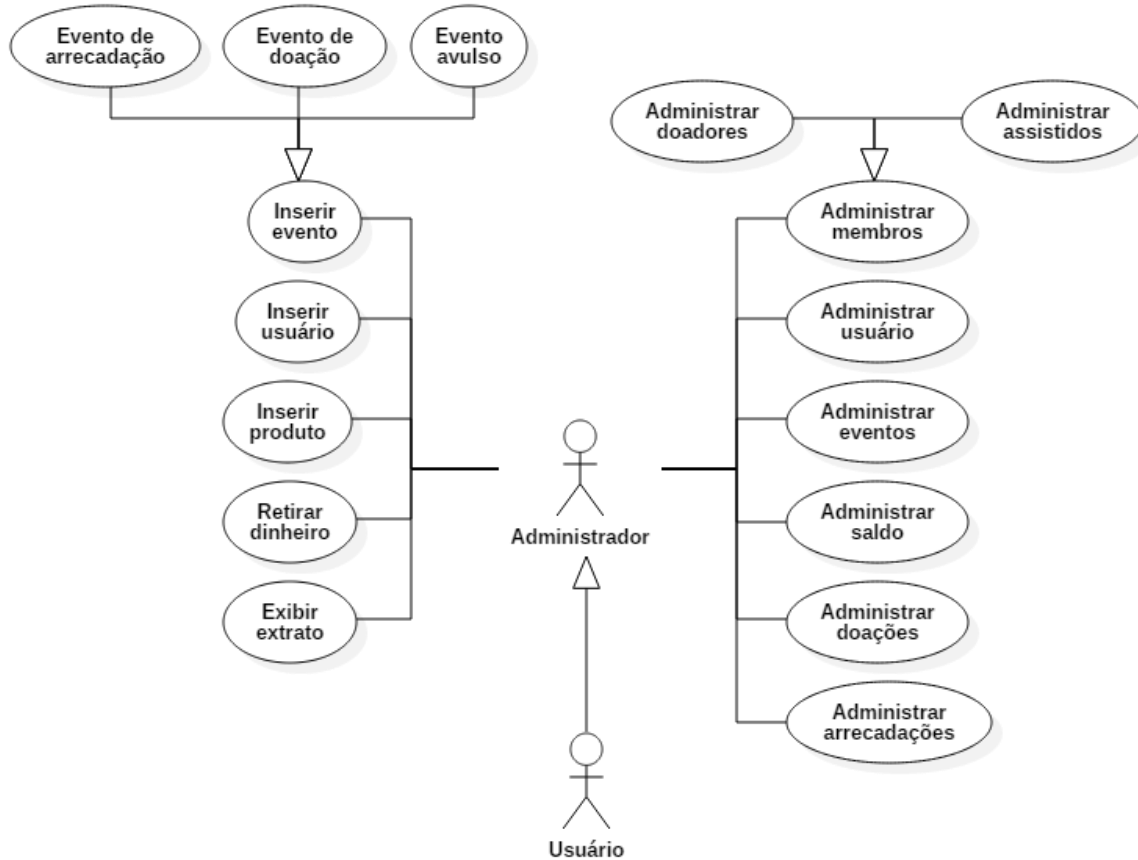 Evento de
arrecadação
Evento de
doação
Evento
avulso
Administrar
doadores
Administrar
assistidos
Inserir
evento
Administrar
membros
Inserir
usuário
Administrar
usuário
Inserir
produto
Administrar
eventos
Retirar
dinheiro
Administrador
Administrar
saldo
Exibir
extrato
Administrar
doações
Administrar
arrecadações
Usuário